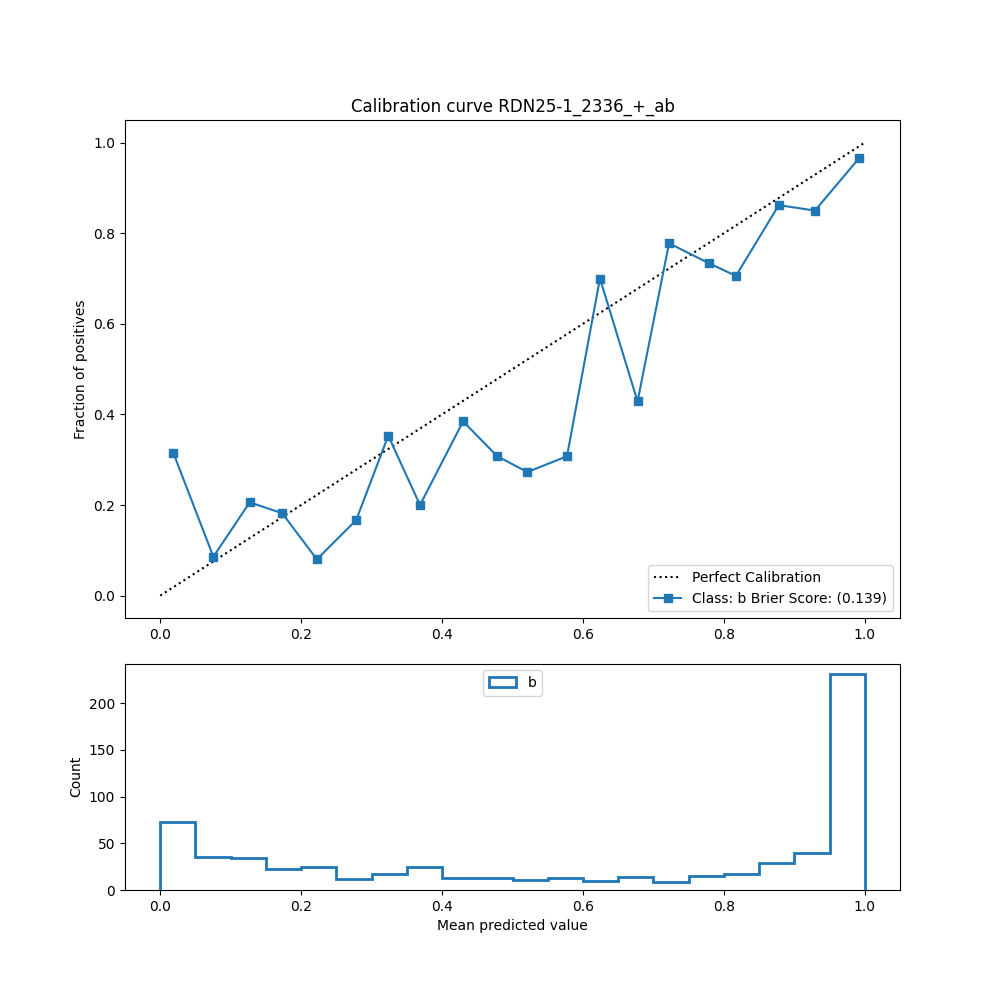 Calibration curve RDN25-1_2336_+_ab
1.0
0.8
0.6
0.4
0.2
0.0
Fraction of positives
Perfect Calibration
Class: b Brier Score: (0.139)
0.0 0.2 0.4 0.6 0.8 1.0
b
200
150
100
50
0
Count
0.0 0.2 0.4 0.6 0.8 1.0
Mean predicted value